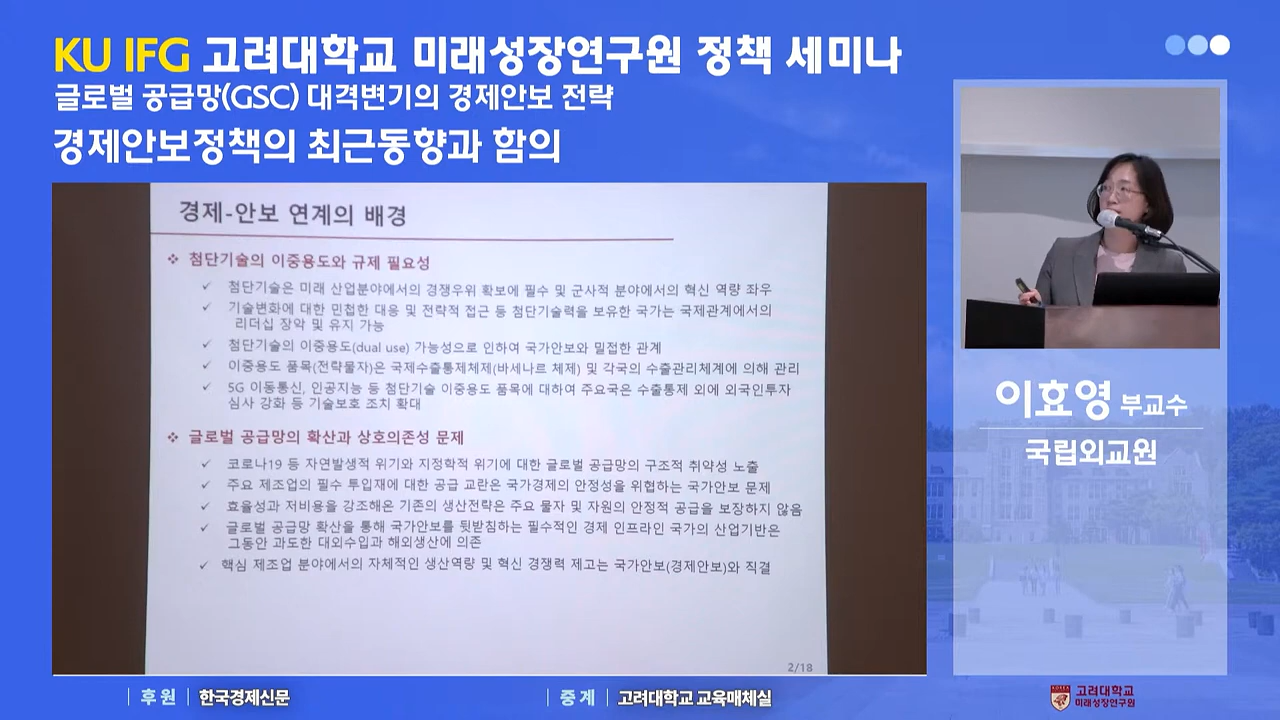 KU IFG 고려대학교 미래성장연구원 정책 세미나
글로벌 공급망(GSC) 대격변기의 경제안보 전략
경제안보정책의 최근동향과 함의
경제-안보 연계의 배경
❖ 첨단기술의 이중용도와 규제 필요성
✓ 첨단기술은 미래 산업분야에서의 경쟁우위 확보에 필수 및 군사적 분야에서의 혁신 역량 좌우
✓ 기술변화에 대한 민첩한 대응 및 전략적 접근 등 첨단기술력을 보유한 국가는 국제관계에서의
리더십 장악 및 유지 가능
✓ 첨단기술의 이중용도(dual use) 가능성으로 인하여 국가안보와 밀접한 관계
✓ 이중용도 품목(전략물자)은 국제수출통제체제(바세나르 체제) 및 각국의 수출관리체계에 의해 관리
✓ 5G 이동통신, 인공지능 등 첨단기술 이중용도 품목에 대하여 주요국은 수출통제 외에 외국인투자
심사 강화 등 기술보호 조치 확대
❖ 글로벌 공급망의 확산과 상호의존성 문제
✓ 코로나19 등 자연발생적 위기와 지정학적 위기에 대한 글로벌 공급망의 구조적 취약성 노출
✓ 주요 제조업의 필수 투입재에 대한 공급 교란은 국가경제의 안정성을 위협하는 국가안보 문제
✓ 효율성과 저비용을 강조해온 기존의 생산전략은 주요 물자 및 자원의 안정적 공급을 보장하지 않음
✓ 글로벌 공급망 확산을 통해 국가안보를 뒷받침하는 필수적인 경제 인프라인 국가의 산업기반은
그동안 과도한 대외수입과 해외생산에 의존
✓ 핵심 제조업 분야에서의 자체적인 생산역량 및 혁신 경쟁력 제고는 국가안보(경제안보)와 직결
2/18
이효영 부교수
국립외교원
후원 한국경제신문
중계 고려대학교 교육매체실
고려대학교
미래성장연구원